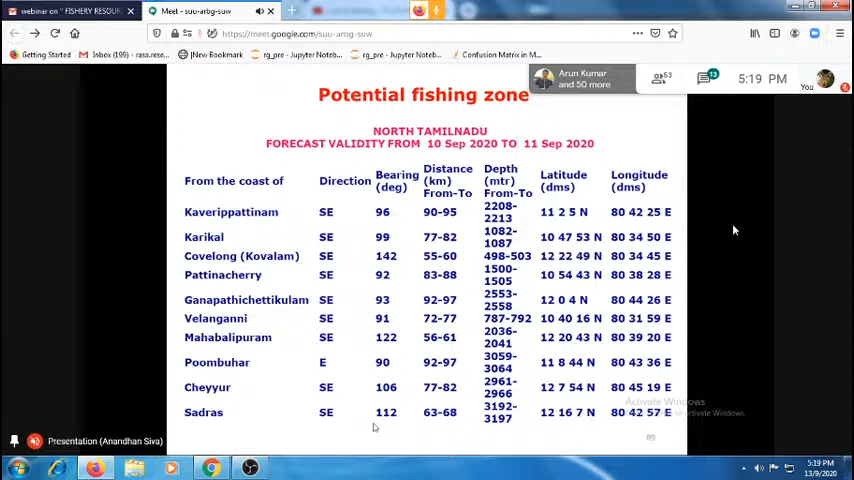 webinar on " FISHERY RESOUR
Meet - suu-arbg-suw
https://meet.google.com/suu-arog-suw
Getting Started
Inbox (199) - rasa.rese...
[New Bookmark
rg_pre - Jupyter Noteb...
rg_pre - Jupyter Noteb...
Confusion Matrix in M...
Arun Kumar
and 50 more
53
13
5:19 PM
You
Potential fishing zone
NORTH TAMILNADU
FORECAST VALIDITY FROM 10 Sep 2020 TO 11 Sep 2020
From the coast of Direction Bearing (deg) Distance (km) From-To Depth (mtr) From-To Latitude (dms) Longitude (dms)
Kaverippattinam SE 96 90-95 2208-2213 11 2 5 N 80 42 25 E
Karikal SE 99 77-82 1082-1087 10 47 53 N 80 34 50 E
Covelong (Kovalam) SE 142 55-60 498-503 12 22 49 N 80 34 45 E
Pattinacherry SE 92 83-88 1500-1505 10 54 43 N 80 38 28 E
Ganapathichettikulam SE 93 92-97 2553-2558 12 0 4 N 80 44 26 E
Velanganni SE 91 72-77 787-792 10 40 16 N 80 31 59 E
Mahabalipuram SE 122 56-61 2036-2041 12 20 43 N 80 39 20 E
Poombuhar E 90 92-97 3059-3064 11 8 44 N 80 43 36 E
Cheyyur SE 106 77-82 2961-2966 12 7 54 N 80 45 19 E
Sadras SE 112 63-68 3192-3197 12 16 7 N 80 42 57 E
Activate Windows
to activate Windows.
89
Presentation (Anandhan Siva)
5:19 PM
13/9/2020